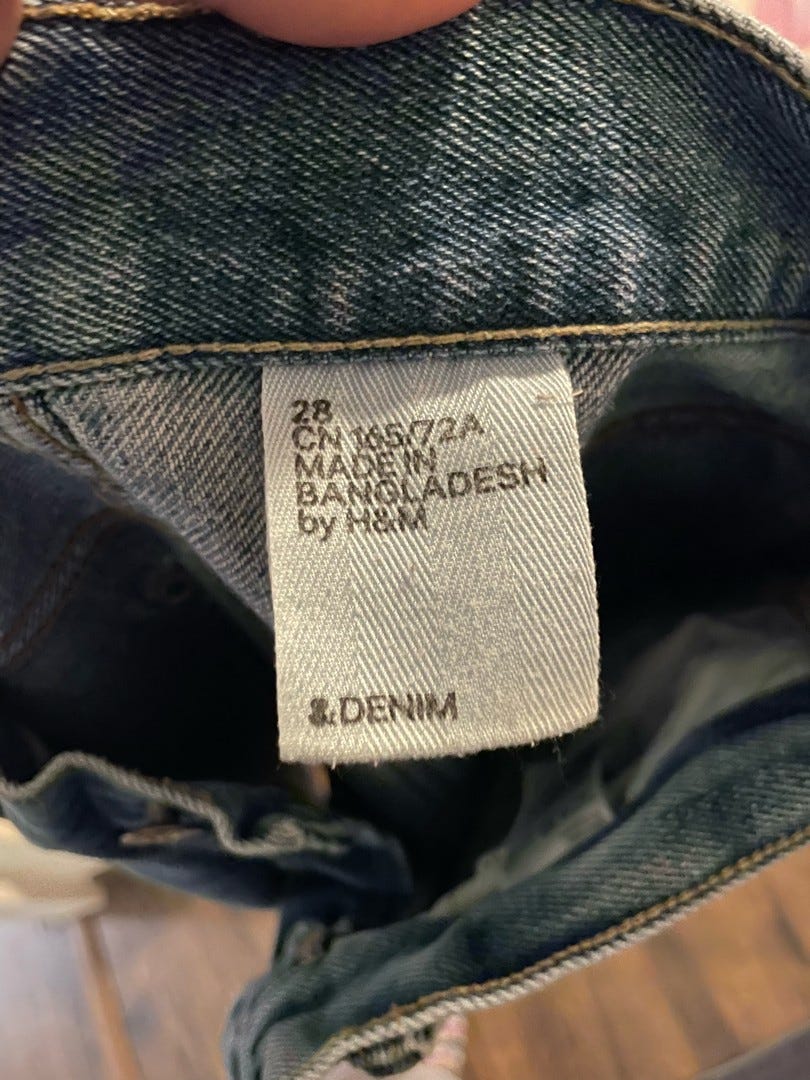 28
CN 165/72A
MADE IN
BANGLADESH
by H&M
&DENIM